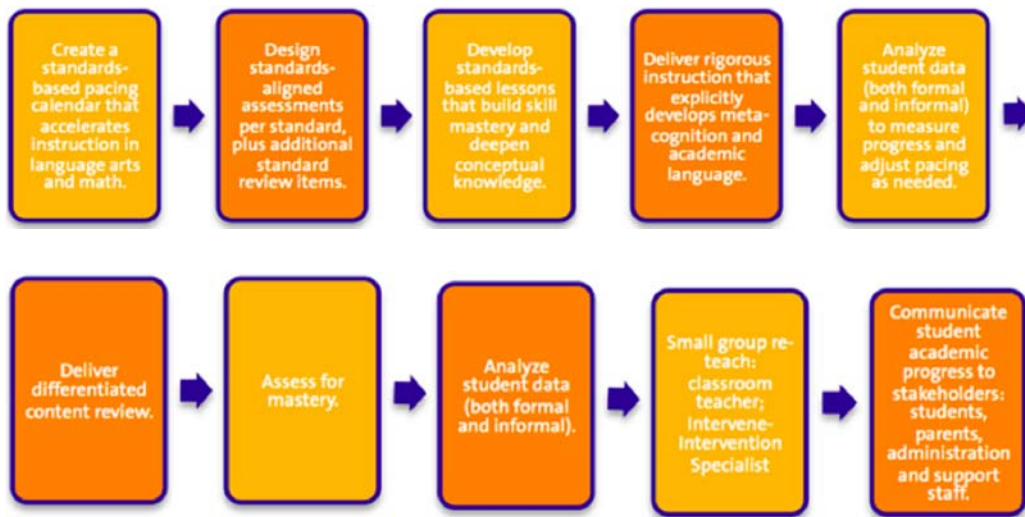 Create a
standards-
based pacing
calendar that
accelerates
instruction in
language arts
and math.
Design
standards-
aligned
assessments
per standard,
plus additional
standard
review items.
Develop
standards-
based lessons
that build skill
mastery and
deepen
conceptual
knowledge.
Deliver rigorous
instruction that
explicitly
develops meta-
cognition and
academic
language.
Analyze
student data
(both formal
and informal)
to measure
progress and
adjust pacing
as needed.
Deliver
differentiated
content review.
Assess for
mastery.
Analyze
student data
(both formal
and informal).
Small group re-
teach:
classroom
teacher;
Intervene-
Intervention
Specialist
Communicate
student
academic
progress to
stakeholders:
students,
parents,
administration
and support
staff.